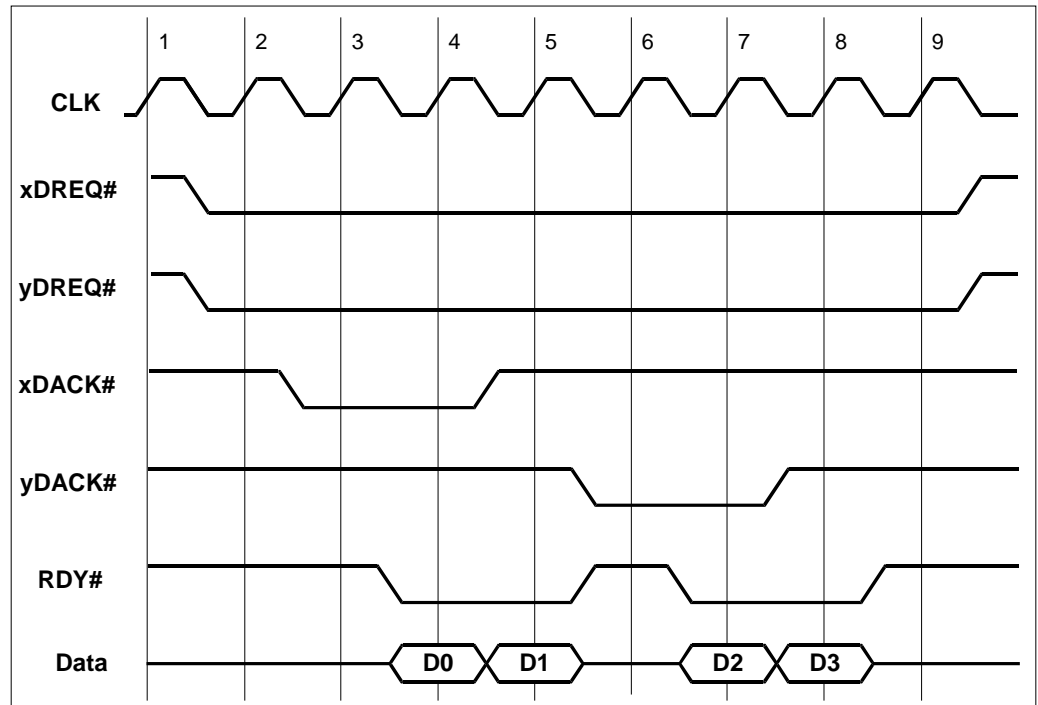 1 2 3 4 5 6 7 8 9
CLK
xDREQ#
yDREQ#
xDACK#
yDACK#
RDY#
Data D0 D1 D2 D3